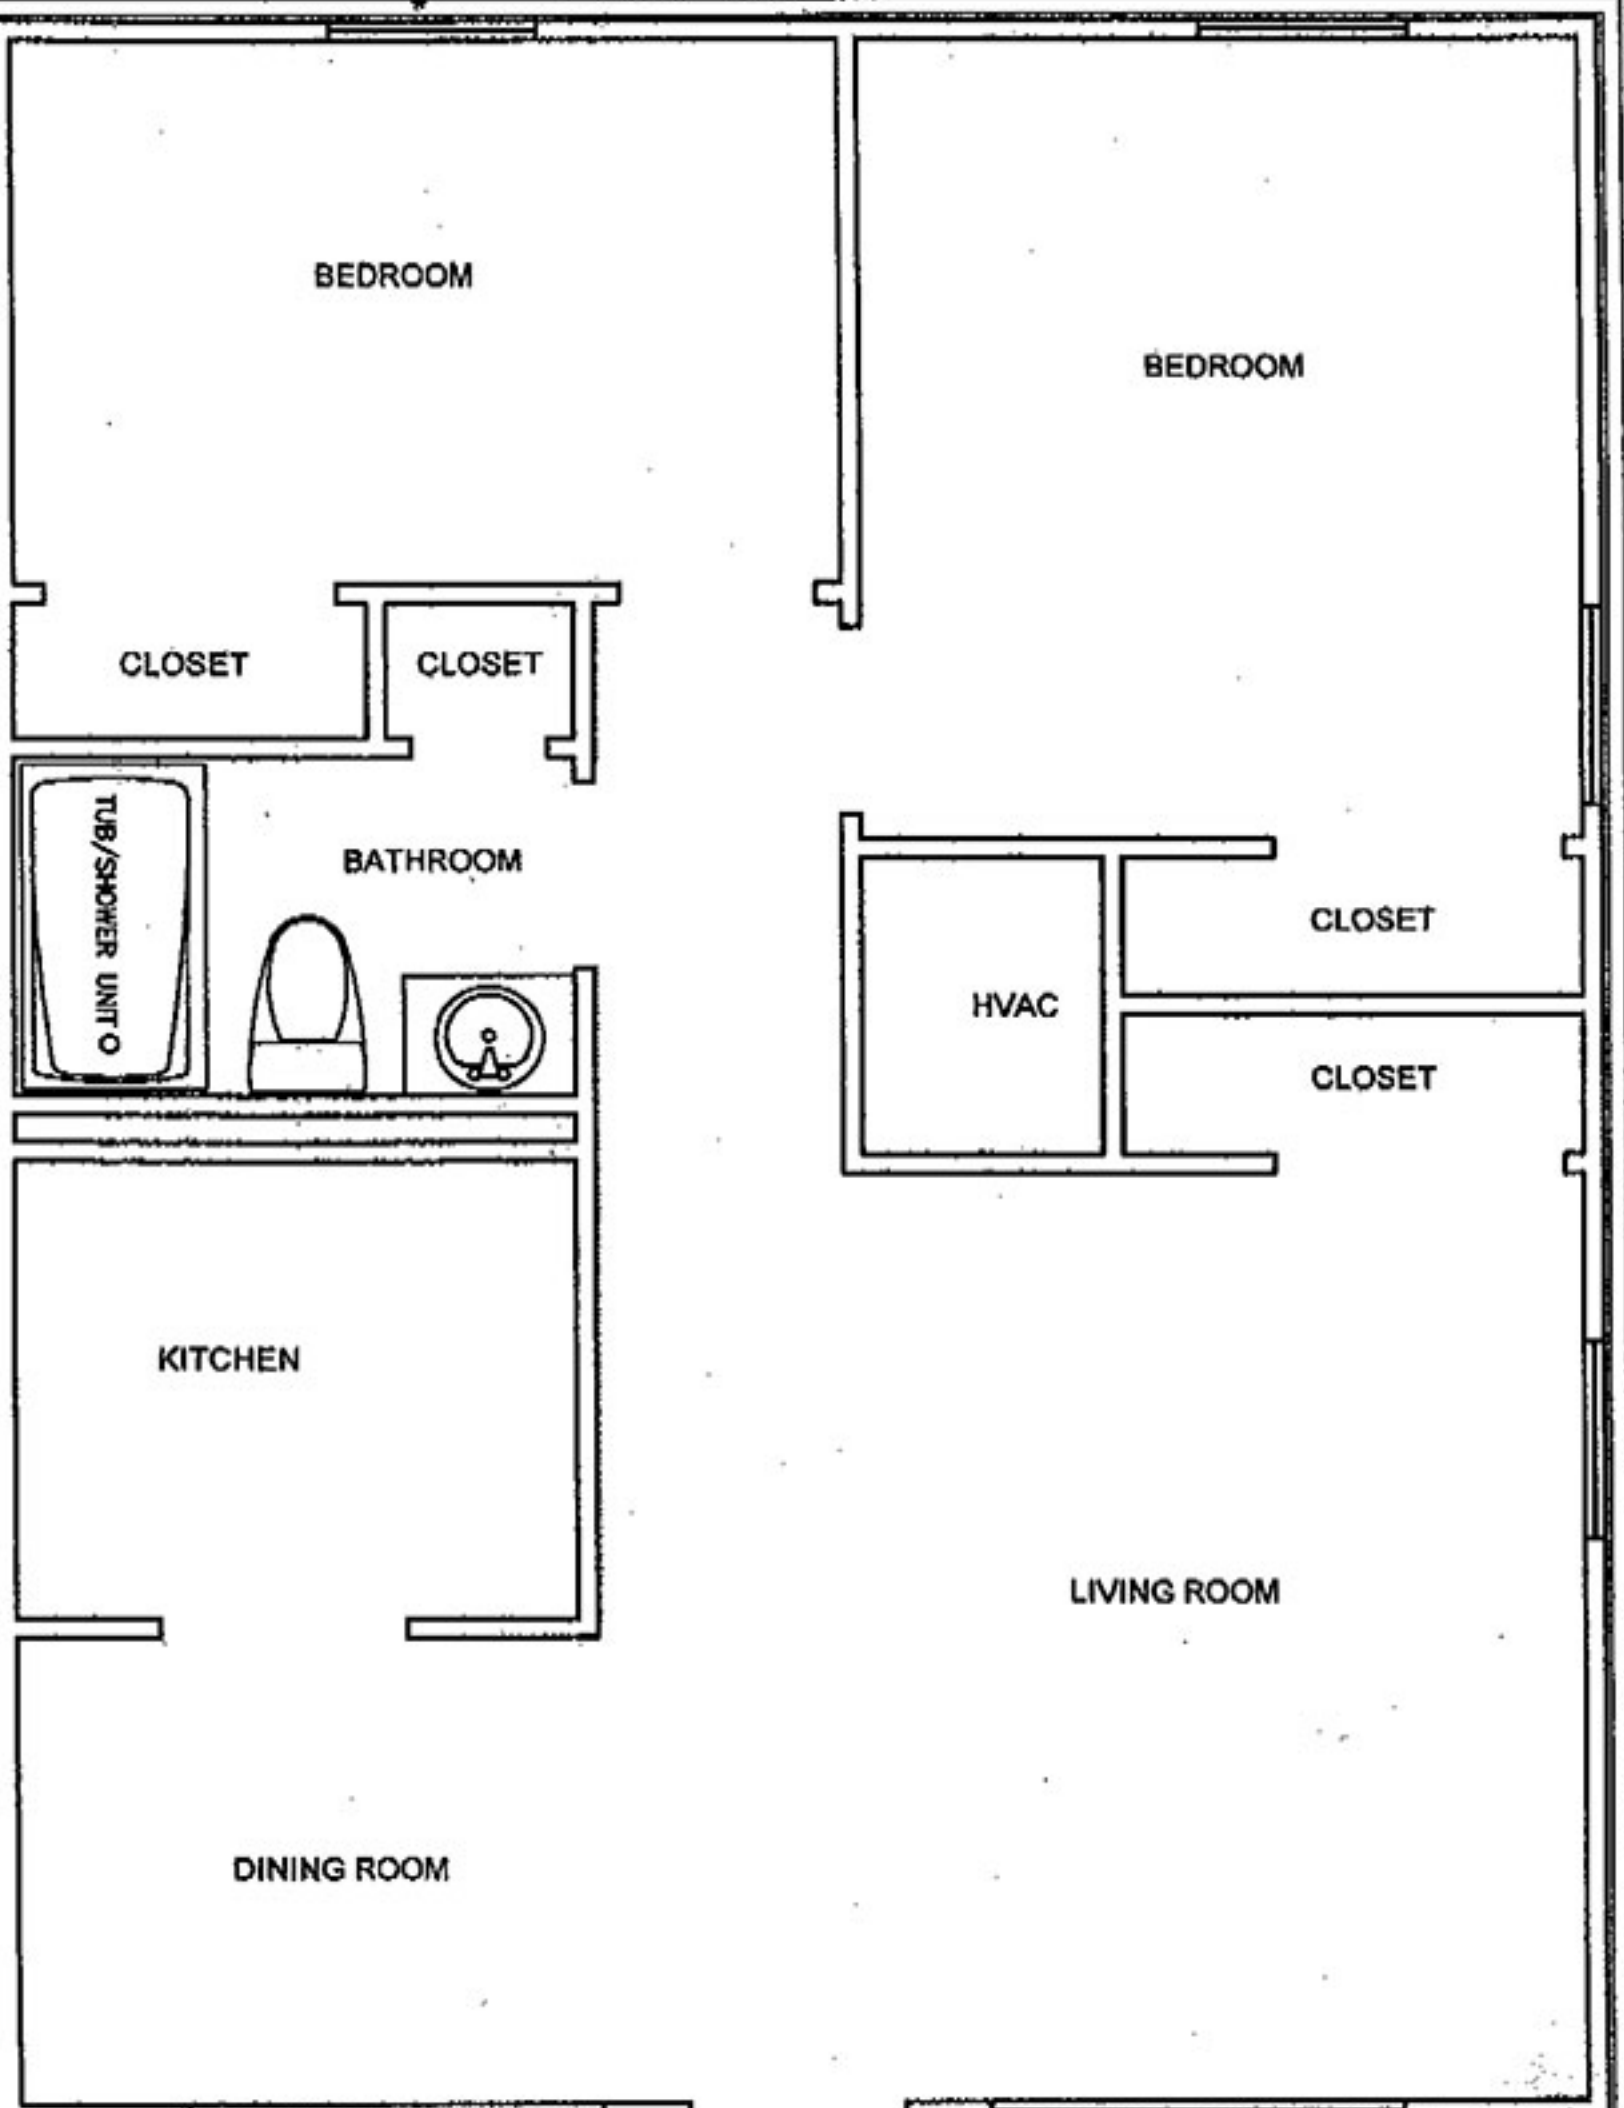 BEDROOM
BEDROOM
CLOSET
CLOSET
TUB/SHOWER UNIT
BATHROOM
CLOSET
HVAC
CLOSET
KITCHEN
LIVING ROOM
DINING ROOM